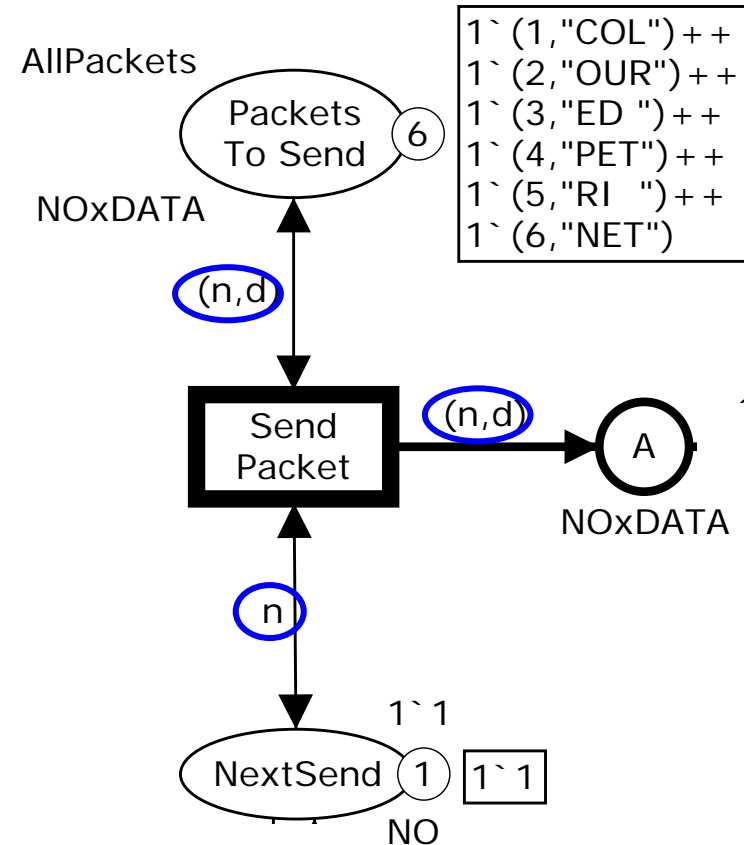 AllPackets
Packets
To Send
6
1`(1,"COL")++
1`(2,"OUR")++
1`(3,"ED ")++
1`(4,"PET")++
1`(5,"RI  ")++
1`(6,"NET")
NOxDATA
(n,d)
Send
Packet
(n,d)
A
NOxDATA
n
1`1
NextSend
1
1`1
NO